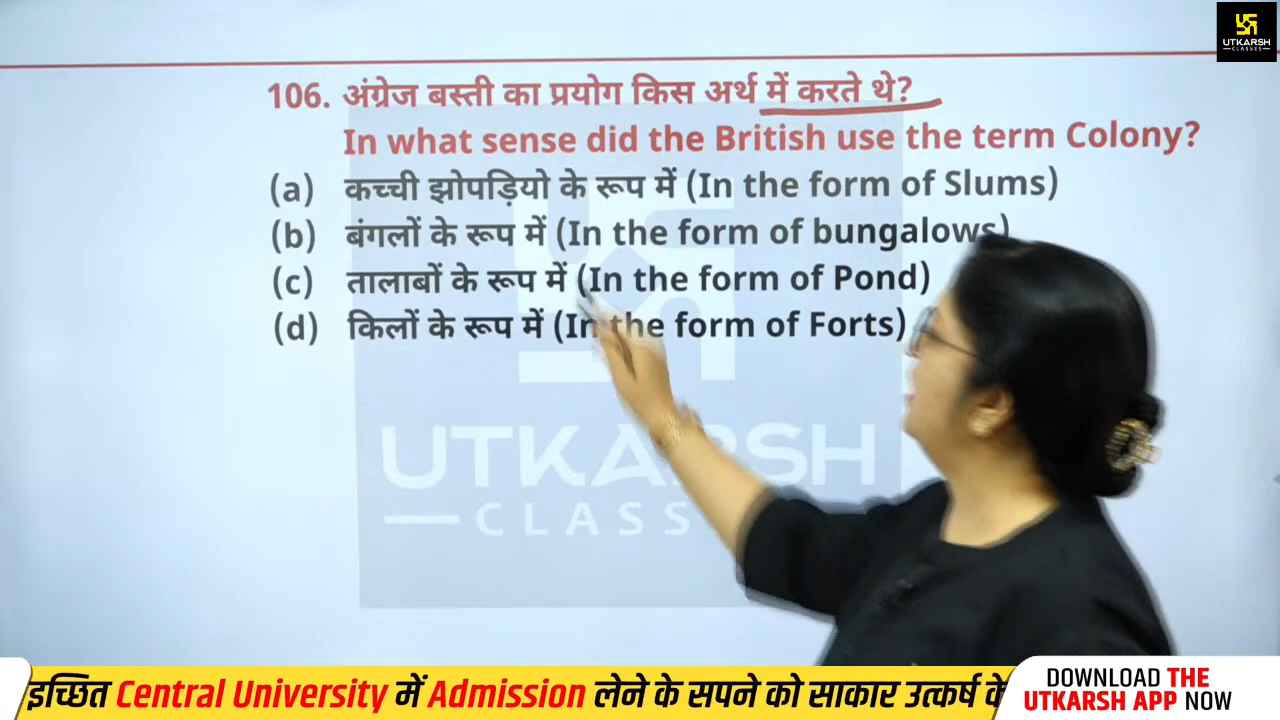 UTKARSH
CLASSES
106. अंग्रेज बस्ती का प्रयोग किस अर्थ में करते थे?
In what sense did the British use the term Colony?
(a) कच्ची झोपड़ियो के रूप में (In the form of Slums)
(b) बंगलों के रूप में (In the form of bungalows)
(c) तालाबों के रूप में (In the form of Pond)
(d) किलों के रूप में (In the form of Forts)
UTKARSH
CLASS
इच्छित Central University में Admission लेने के सपने को साकार उत्कर्ष के
DOWNLOAD THE
UTKARSH APP NOW